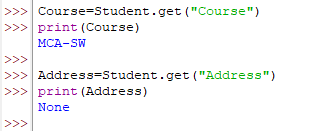 >>> Course=Student.get("Course")
>>> print(Course)
MCA-SW
>>>
>>> Address=Student.get("Address")
>>> print(Address)
None
>>>